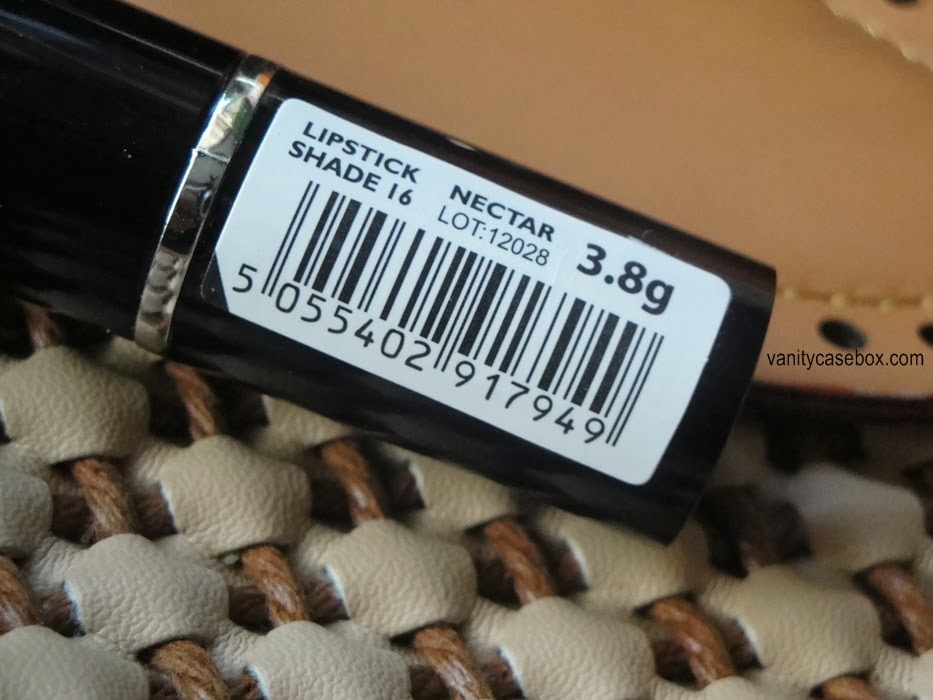 LIPSTICK NECTAR 3.8g
SHADE 16 LOT:12028
5 055402 917949
vanitycasebox.com